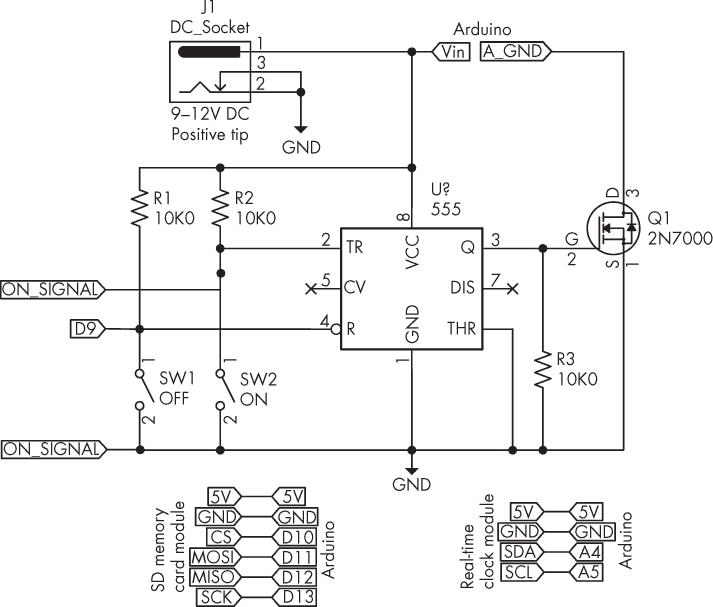 J1
DC_Socket
1
3
2
9–12V DC
Positive tip
GND
Arduino
Vin
A_GND
R1
10K0
R2
10K0
U?
555
8
D
3
Q1
2N7000
G
2
S
1
2
TR
VCC
Q
3
5
CV
DIS
7
4
R
GND
THR
1
ON_SIGNAL
D9
R3
10K0
1
SW1
OFF
2
1
SW2
ON
2
ON_SIGNAL
GND
SD memory
card module
5V
5V
GND
GND
CS
D10
MOSI
D11
MISO
D12
SCK
D13
Arduino
Real-time
clock module
5V
5V
GND
GND
SDA
A4
SCL
A5
Arduino